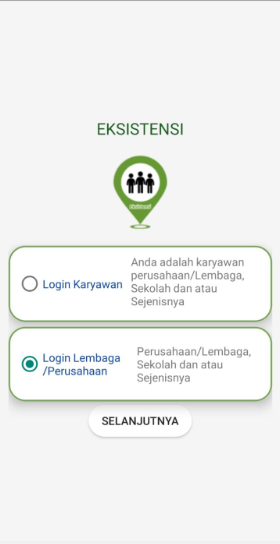 EKSISTENSI
Login Karyawan
Anda adalah karyawan
perusahaan/Lembaga,
Sekolah dan atau
Sejenisnya
Login Lembaga
/Perusahaan
Perusahaan/Lembaga,
Sekolah dan atau
Sejenisnya
SELANJUTNYA